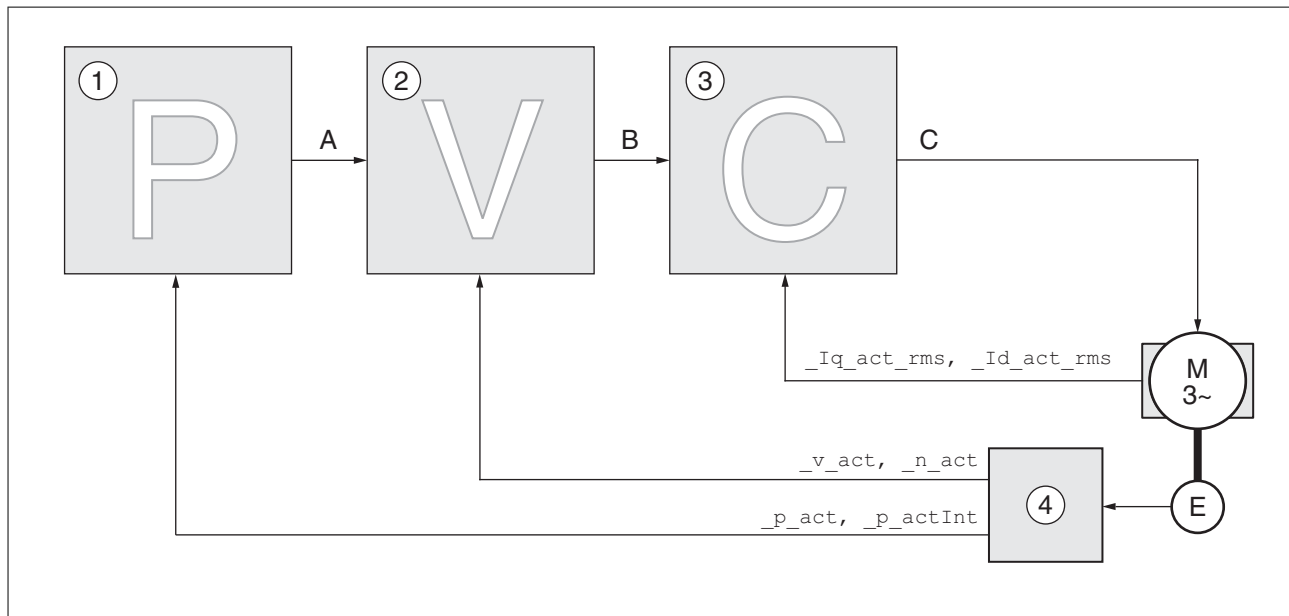 1
2
3
P
V
C
A
B
C
_Iq_act_rms, _Id_act_rms
M
3~
_v_act, _n_act
4
E
_p_act, _p_actInt